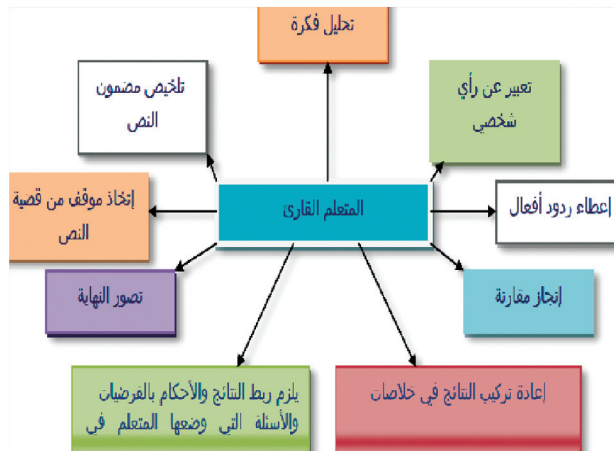 تحليل فكرة
تعبير عن رأي
شخصي
تلخيص مضمون
النص
المتعلم القارئ
إعطاء ردود أفعال
إتخاذ موقف من قضية
النص
إنجاز مقارنة
تصور النهاية
إعادة تركيب النتائج في خلاصات
يلزم ربط النتائج والأحكام بالفرضيات
والأسئلة التي وضعها المتعلم في